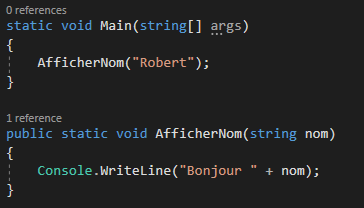 0 references
static void Main(string[] args)
{
    AfficherNom("Robert");
}
1 reference
public static void AfficherNom(string nom)
{
    Console.WriteLine("Bonjour " + nom);
}